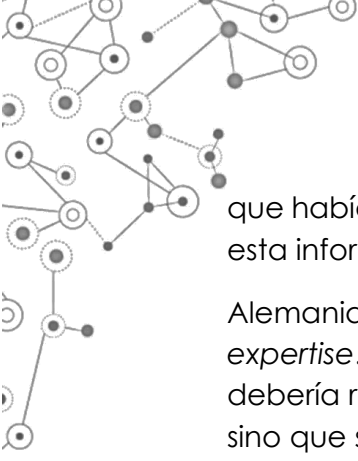 que habí
esta infor
Alemania
expertise.
debería r
sino que s